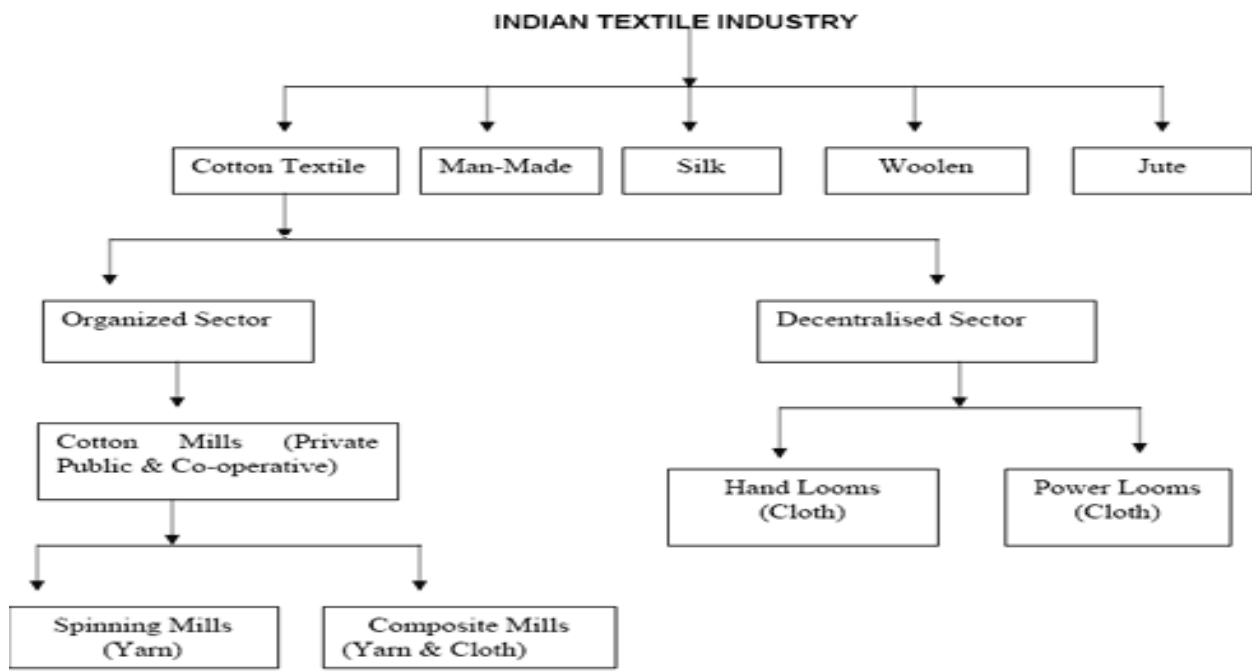 INDIAN TEXTILE INDUSTRY
Cotton Textile
Man-Made
Silk
Woolen
Jute
Organized Sector
Decentralised Sector
Cotton Mills (Private
Public & Co-operative)
Hand Looms
(Cloth)
Power Looms
(Cloth)
Spinning Mills
(Yarn)
Composite Mills
(Yarn & Cloth)